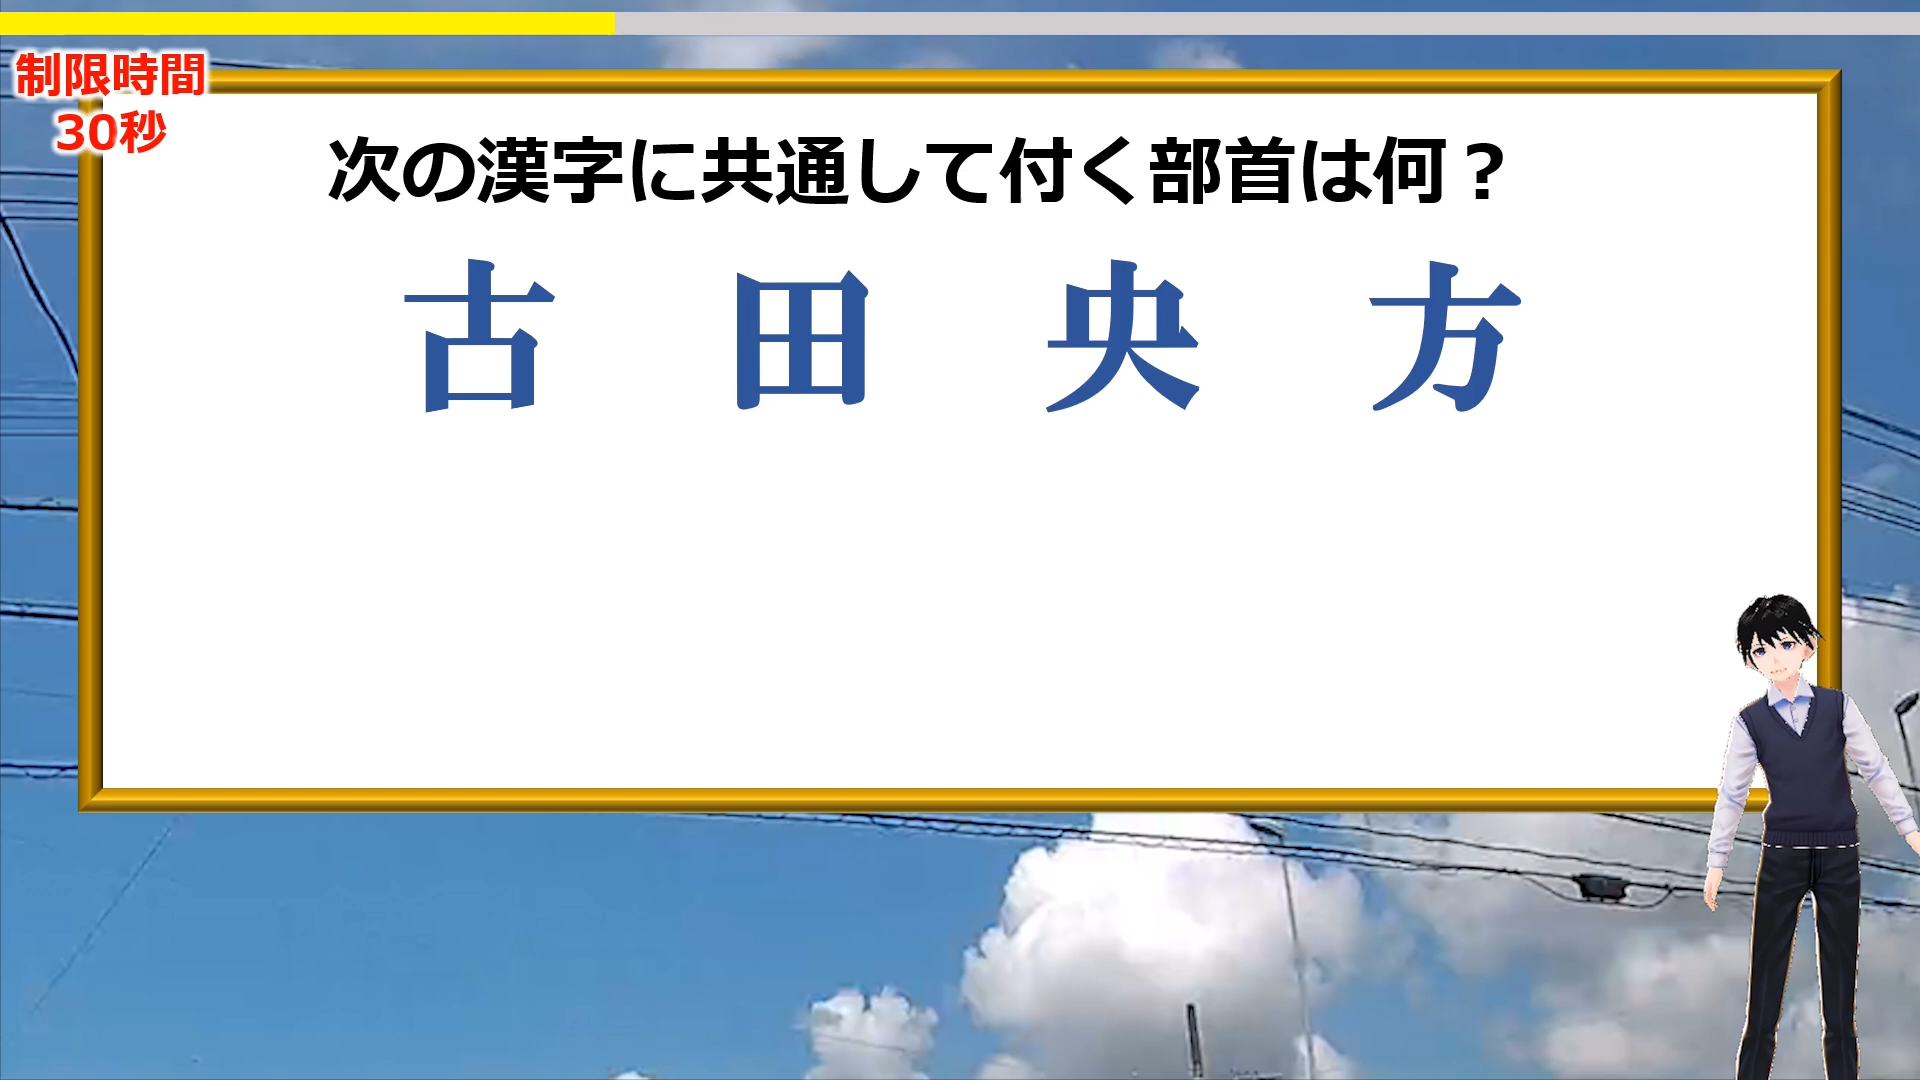 制限時間
30秒
次の漢字に共通して付く部首は何？
古 田 央 方